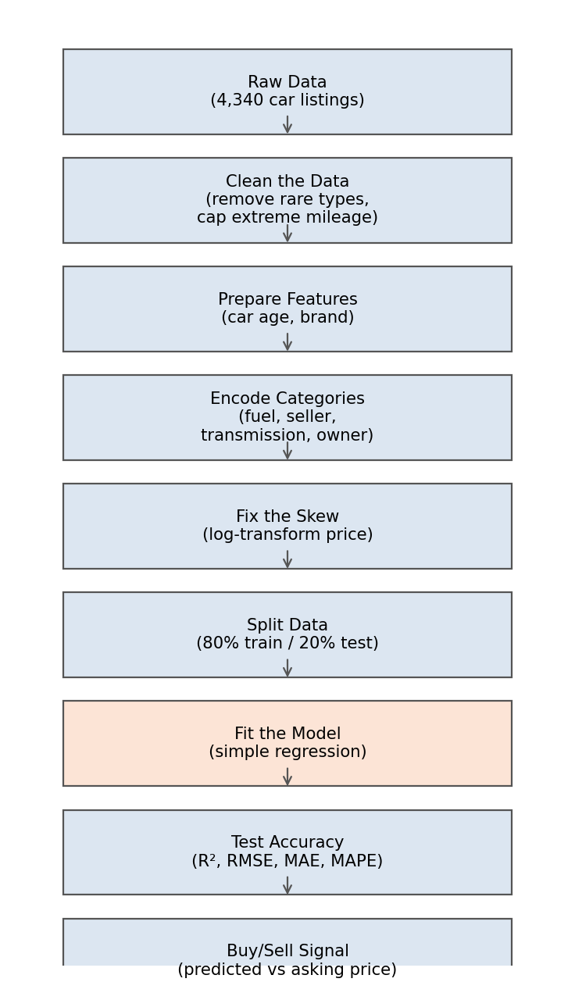 Raw Data
(4,340 car listings)
Clean the Data
(remove rare types,
cap extreme mileage)
Prepare Features
(car age, brand)
Encode Categories
(fuel, seller,
transmission, owner)
Fix the Skew
(log-transform price)
Split Data
(80% train / 20% test)
Fit the Model
(simple regression)
Test Accuracy
(R², RMSE, MAE, MAPE)
Buy/Sell Signal
(predicted vs asking price)